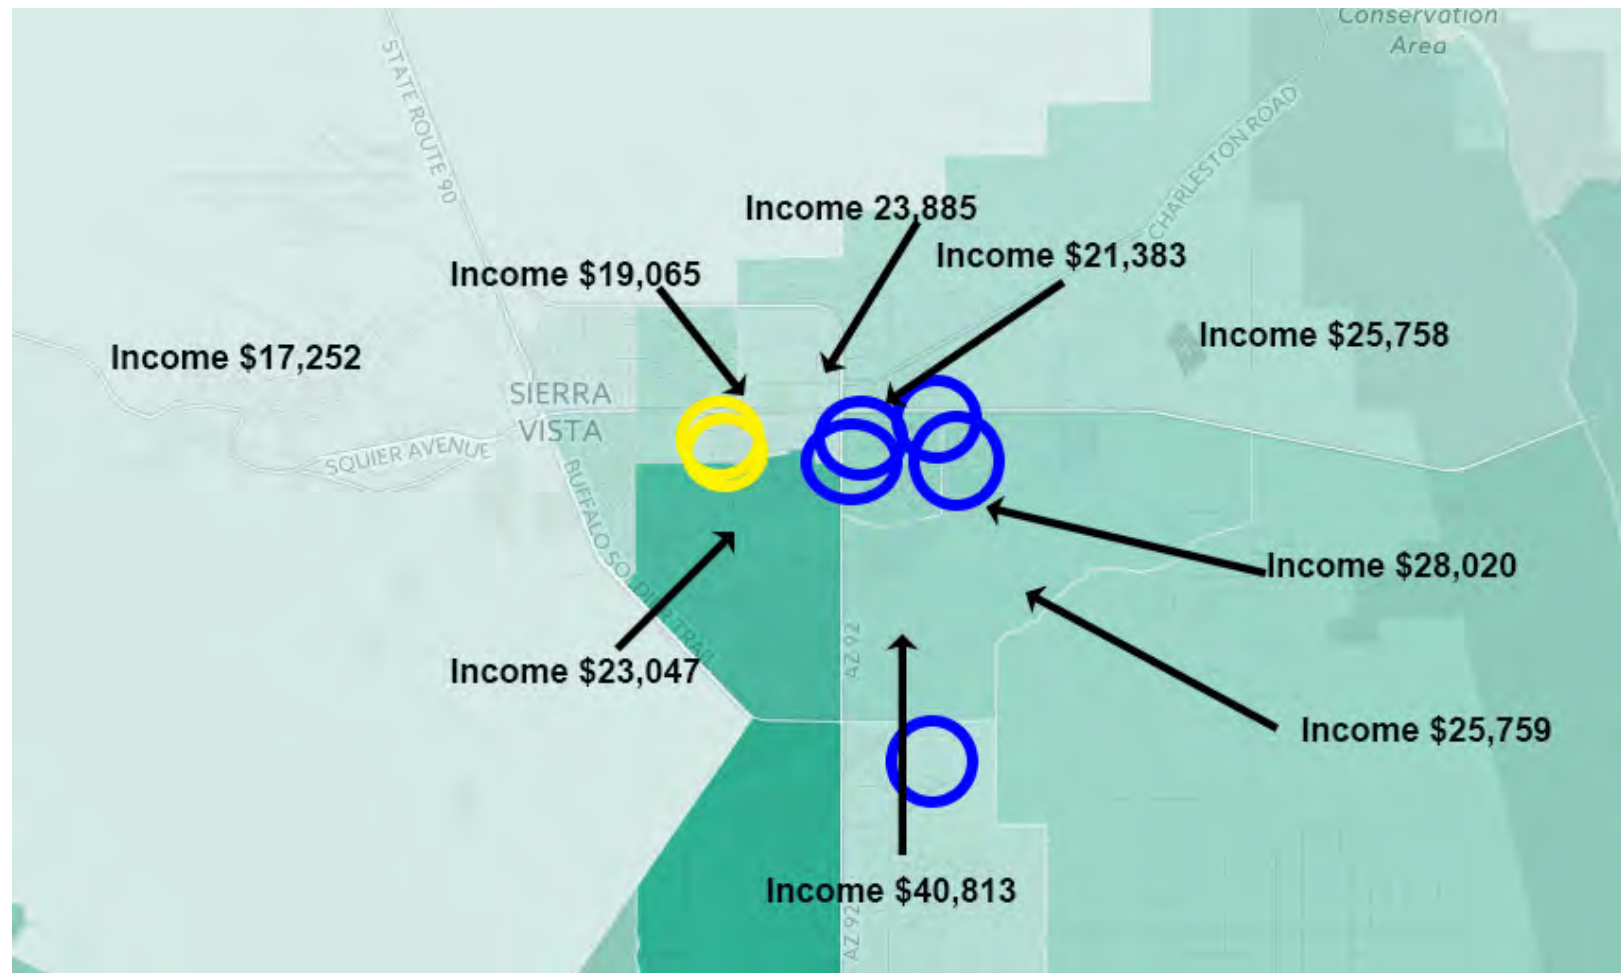 Conservation
Area
STATE ROUTE 90
CHARLESTON ROAD
Income 23,885
Income $21,383
Income $19,065
Income $25,758
Income $17,252
SIERRA
VISTA
SQUIER AVENUE
BUFFALO SOLDIER TRAIL
Income $28,020
AZ 92
Income $23,047
Income $25,759
Income $40,813
AZ 92